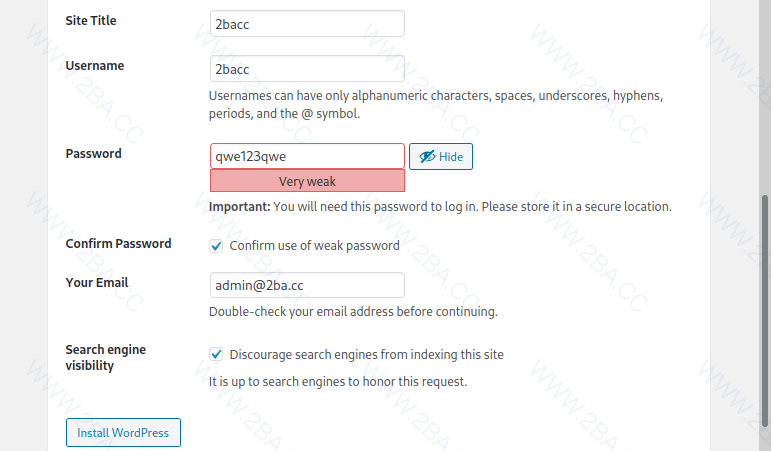 Site Title
2bacc
Username
2bacc
Usernames can have only alphanumeric characters, spaces, underscores, hyphens,
periods, and the @ symbol.
Password
qwe123qwe
Hide
Very weak
Important: You will need this password to log in. Please store it in a secure location.
Confirm Password
Confirm use of weak password
Your Email
admin@2ba.cc
Double-check your email address before continuing.
Search engine
visibility
Discourage search engines from indexing this site
It is up to search engines to honor this request.
Install WordPress
WWW.2BA.CC